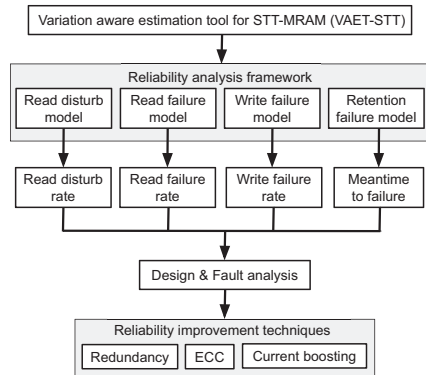 Variation aware estimation tool for STT-MRAM (VAET-STT)
Reliability analysis framework
Read disturb
model
Read failure
model
Write failure
model
Retention
failure model
Read disturb
rate
Read failure
rate
Write failure
rate
Meantime
to failure
Design & Fault analysis
Reliability improvement techniques
Redundancy
ECC
Current boosting